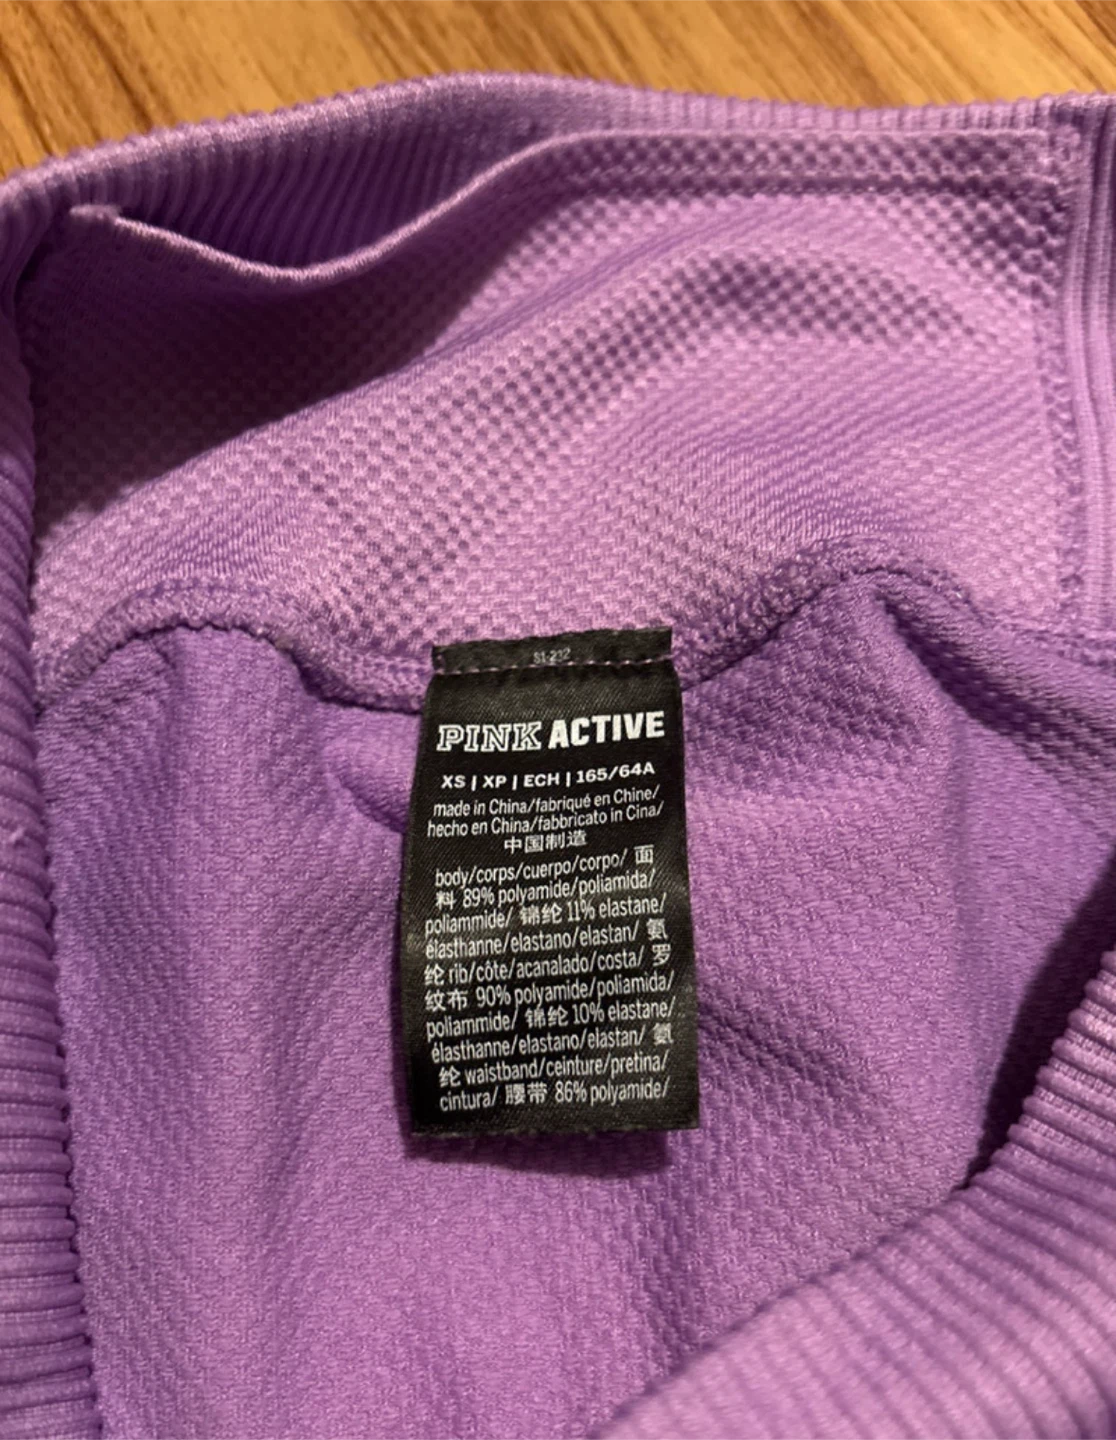 S1-232
PINK ACTIVE
XS | XP | ECH | 165/64A
made in China/fabriqué en Chine/
hecho en China/fabbricato in Cina/
中国制造
body/corps/cuerpo/corpo/ 面
料 89% polyamide/poliamida/
poliammide/ 锦纶 11% elastane/
élasthanne/elastano/elastan/ 氨
纶 rib/côte/acanalado/costa/ 罗
纹布 90% polyamide/poliamida/
poliammide/ 锦纶 10% elastane/
élasthanne/elastano/elastan/ 氨
纶 waistband/ceinture/pretina/
cintura/ 腰带 86% polyamide/